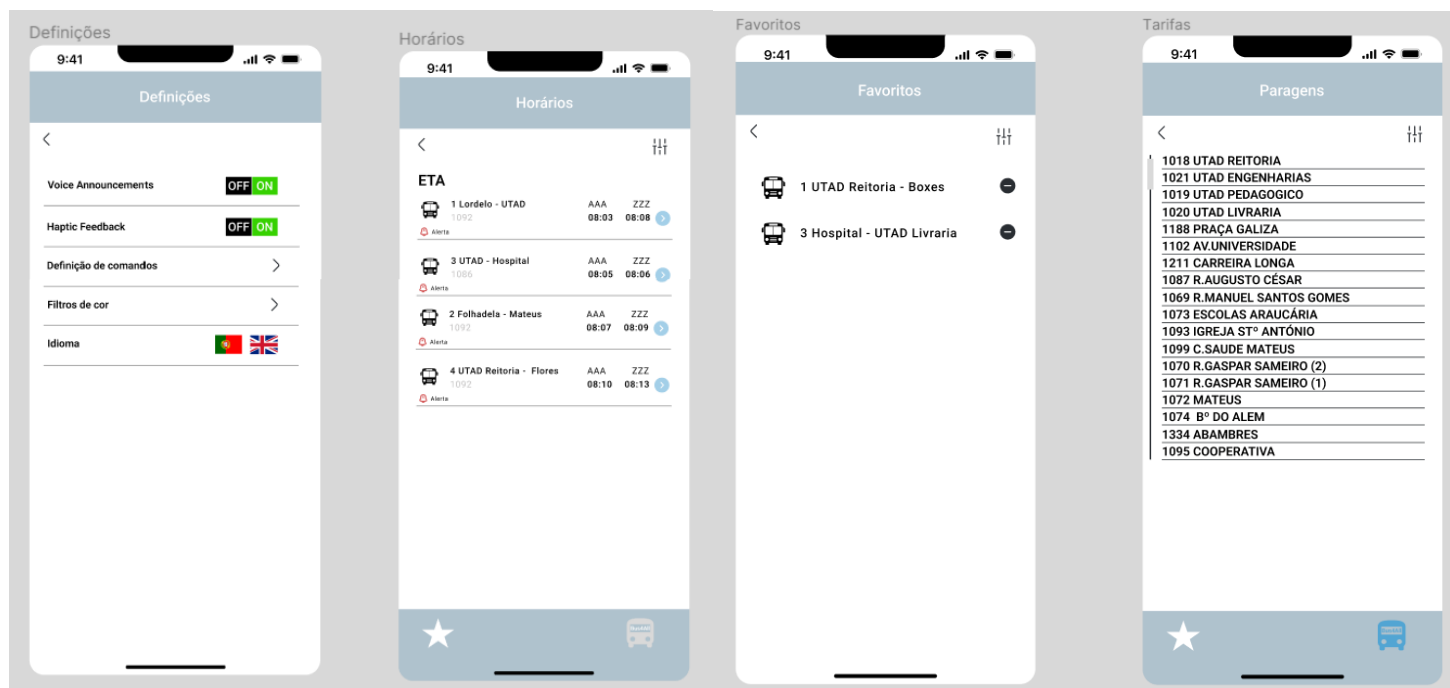 Definições
9:41
Definições
Voice Announcements OFF ON
Haptic Feedback OFF ON
Definição de comandos
Filtros de cor
Idioma
Horários
9:41
Horários
ETA
1 Lordelo - UTAD AAA ZZZ
1092 08:03 08:08
Alerta
3 UTAD - Hospital AAA ZZZ
1086 08:05 08:06
Alerta
2 Folhadela - Mateus AAA ZZZ
1092 08:07 08:09
Alerta
4 UTAD Reitoria - Flores AAA ZZZ
1092 08:10 08:13
Alerta
Favoritos
9:41
Favoritos
1 UTAD Reitoria - Boxes
3 Hospital - UTAD Livraria
Tarifas
9:41
Paragens
1018 UTAD REITORIA
1021 UTAD ENGENHARIAS
1019 UTAD PEDAGOGICO
1020 UTAD LIVRARIA
1188 PRAÇA GALIZA
1102 AV.UNIVERSIDADE
1211 CARREIRA LONGA
1087 R.AUGUSTO CÉSAR
1069 R.MANUEL SANTOS GOMES
1073 ESCOLAS ARAUCÁRIA
1093 IGREJA STº ANTÓNIO
1099 C.SAUDE MATEUS
1070 R.GASPAR SAMEIRO (2)
1071 R.GASPAR SAMEIRO (1)
1072 MATEUS
1074 Bº DO ALEM
1334 ABAMBRES
1095 COOPERATIVA